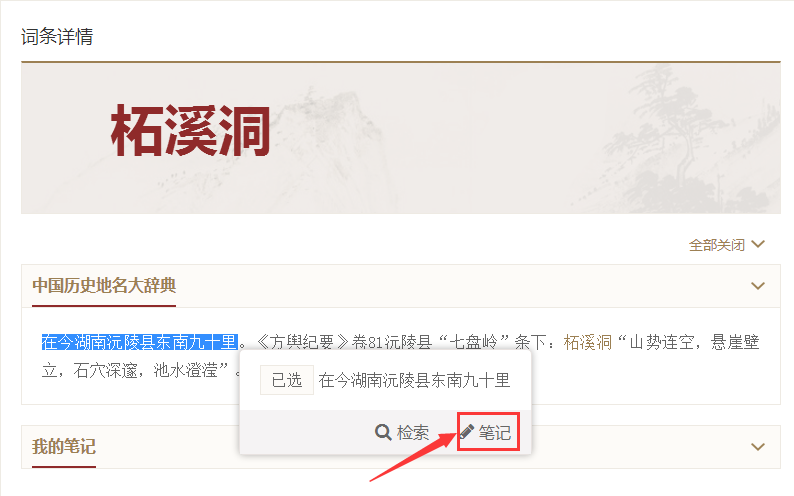 词条详情
柘溪洞
全部关闭
中国历史地名大辞典
在今湖南沅陵县东南九十里。《方舆纪要》卷81沅陵县“七盘岭”条下：柘溪洞“山势连空，悬崖壁
立，石穴深邃，池水澄滢”。
已选 在今湖南沅陵县东南九十里
检索 笔记
我的笔记